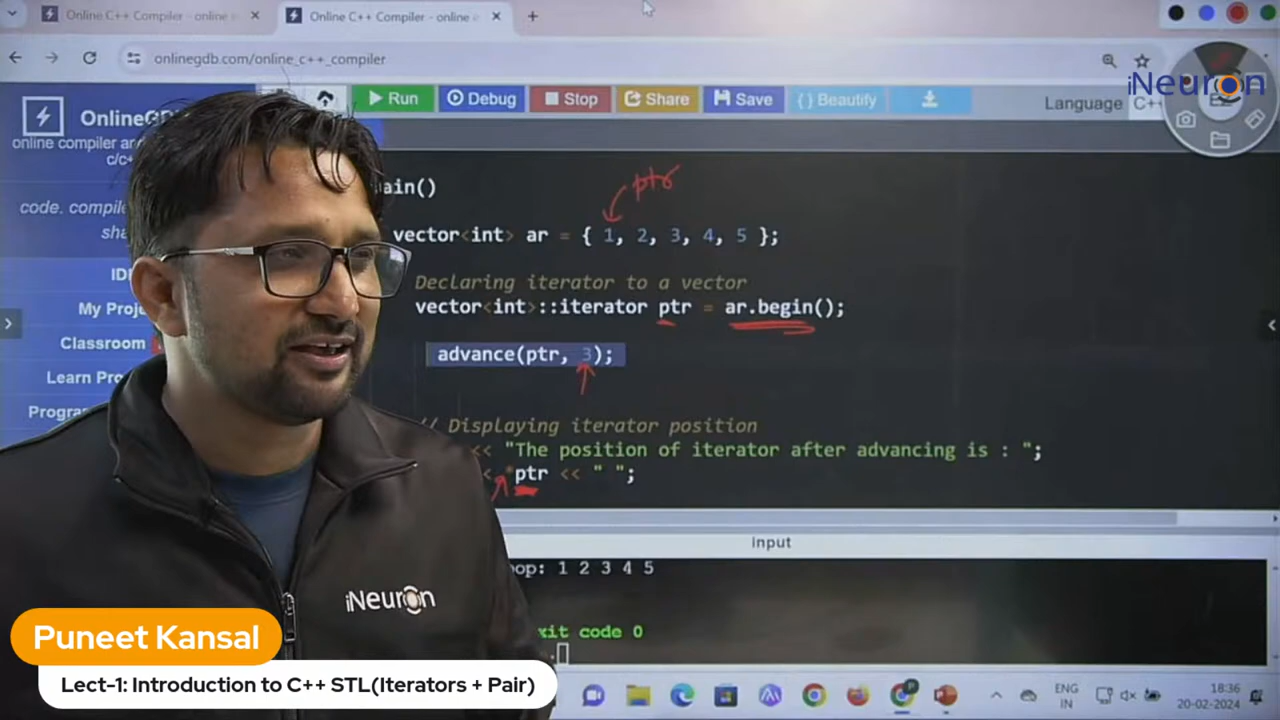 Online C++ Compiler - online
Online C++ Compiler - online e
onlinegdb.com/online_c++_compiler
iNeuron
Run
Debug
Stop
Share
Save
{ } Beautify
Language
C++
OnlineGD
online compiler and
c/c+
code. compile
sha
IDE
My Proje
Classroom
Learn Pro
Progra
ain()
ptr
vector<int> ar = { 1, 2, 3, 4, 5 };
Declaring iterator to a vector
vector<int>::iterator ptr = ar.begin();
advance(ptr, 3);
// Displaying iterator position
<< "The position of iterator after advancing is : ";
< *ptr << " ";
input
oop: 1 2 3 4 5
xit code 0
iNeuron
Puneet Kansal
Lect-1: Introduction to C++ STL(Iterators + Pair)
ENG
IN
18:36
20-02-2024